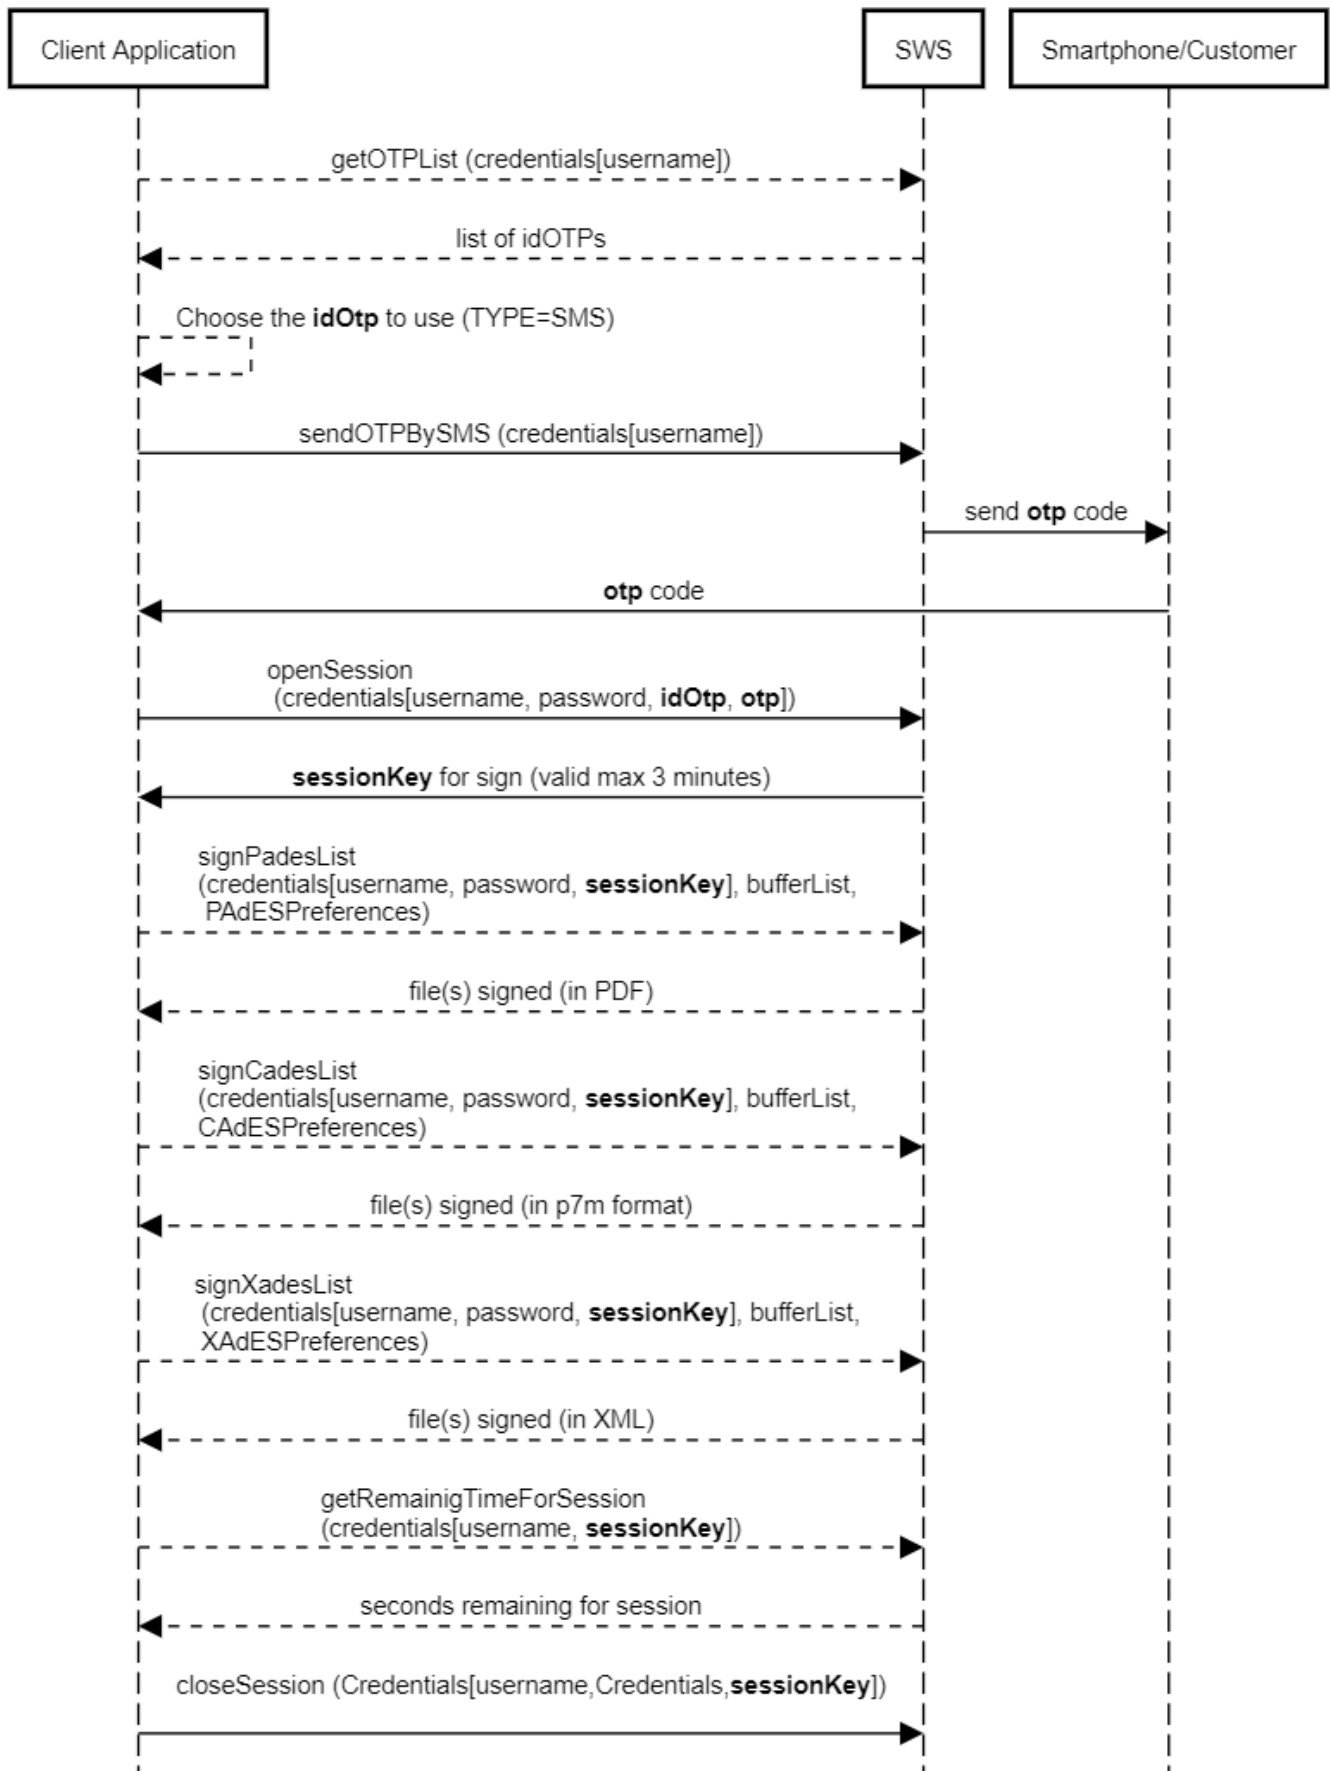 Client Application
SWS
Smartphone/Customer
getOTPList (credentials[username])
list of idOTPs
Choose the idOtp to use (TYPE=SMS)
sendOTPBySMS (credentials[username])
send otp code
otp code
openSession
(credentials[username, password, idOtp, otp])
sessionKey for sign (valid max 3 minutes)
signPadesList
(credentials[username, password, sessionKey], bufferList,
PAdESPreferences)
file(s) signed (in PDF)
signCadesList
(credentials[username, password, sessionKey], bufferList,
CAdESPreferences)
file(s) signed (in p7m format)
signXadesList
(credentials[username, password, sessionKey], bufferList,
XAdESPreferences)
file(s) signed (in XML)
getRemainigTimeForSession
(credentials[username, sessionKey])
seconds remaining for session
closeSession (Credentials[username,Credentials,sessionKey])